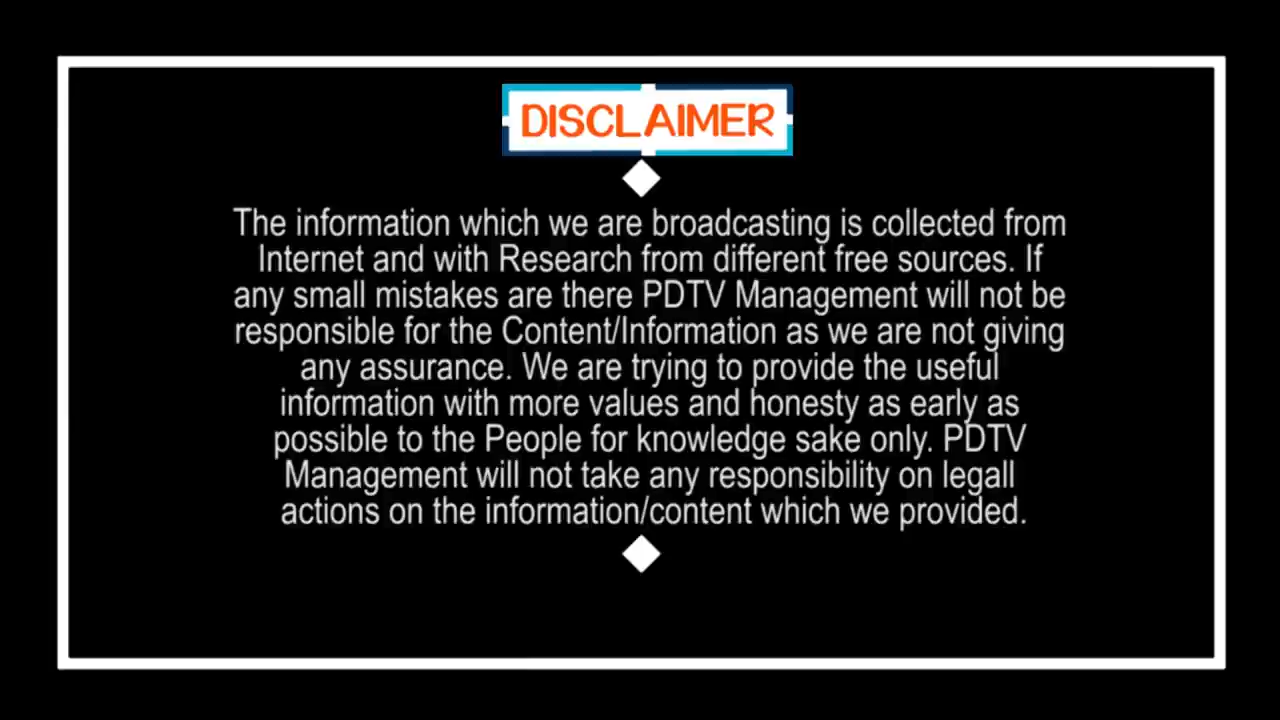 DISCLAIMER
The information which we are broadcasting is collected from
Internet and with Research from different free sources. If
any small mistakes are there PDTV Management will not be
responsible for the Content/Information as we are not giving
any assurance. We are trying to provide the useful
information with more values and honesty as early as
possible to the People for knowledge sake only. PDTV
Management will not take any responsibility on legall
actions on the information/content which we provided.